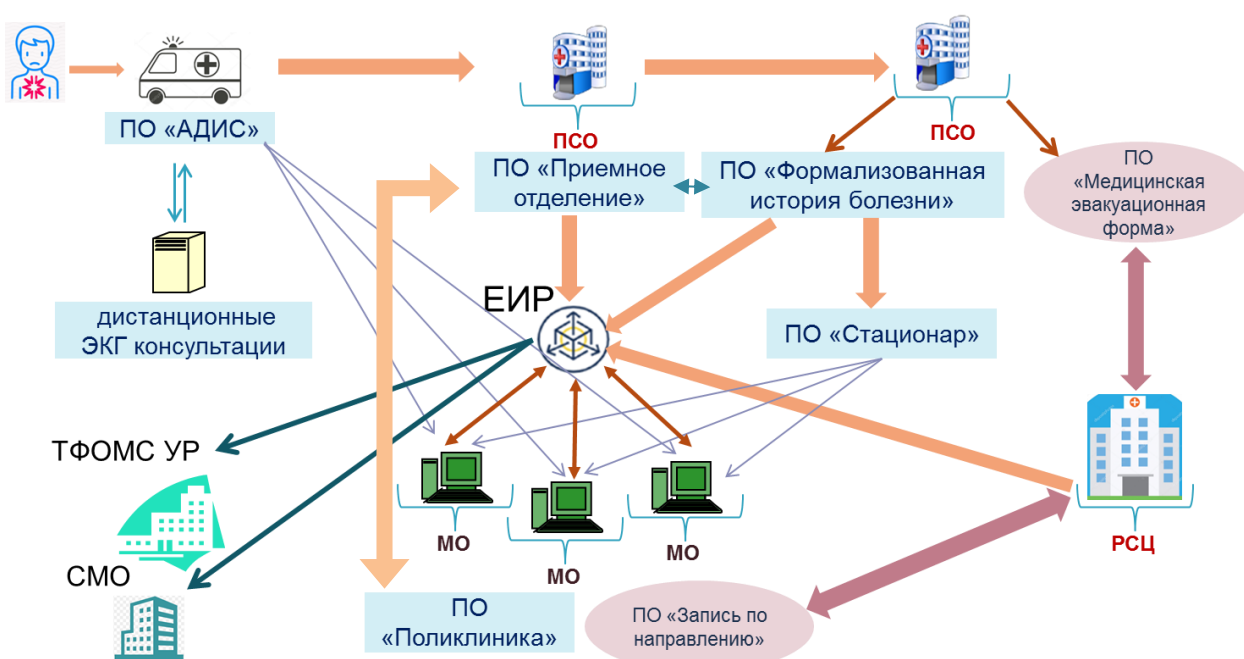 ПО «АДИС»
ПСО
ПСО
ПО «Приемное
отделение»
ПО «Формализованная
история болезни»
ПО
«Медицинская
эвакуационная
форма»
ЕИР
дистанционные
ЭКГ консультации
ПО «Стационар»
ТФОМС УР
МО
МО
МО
РСЦ
СМО
ПО
«Поликлиника»
ПО «Запись по
направлению»